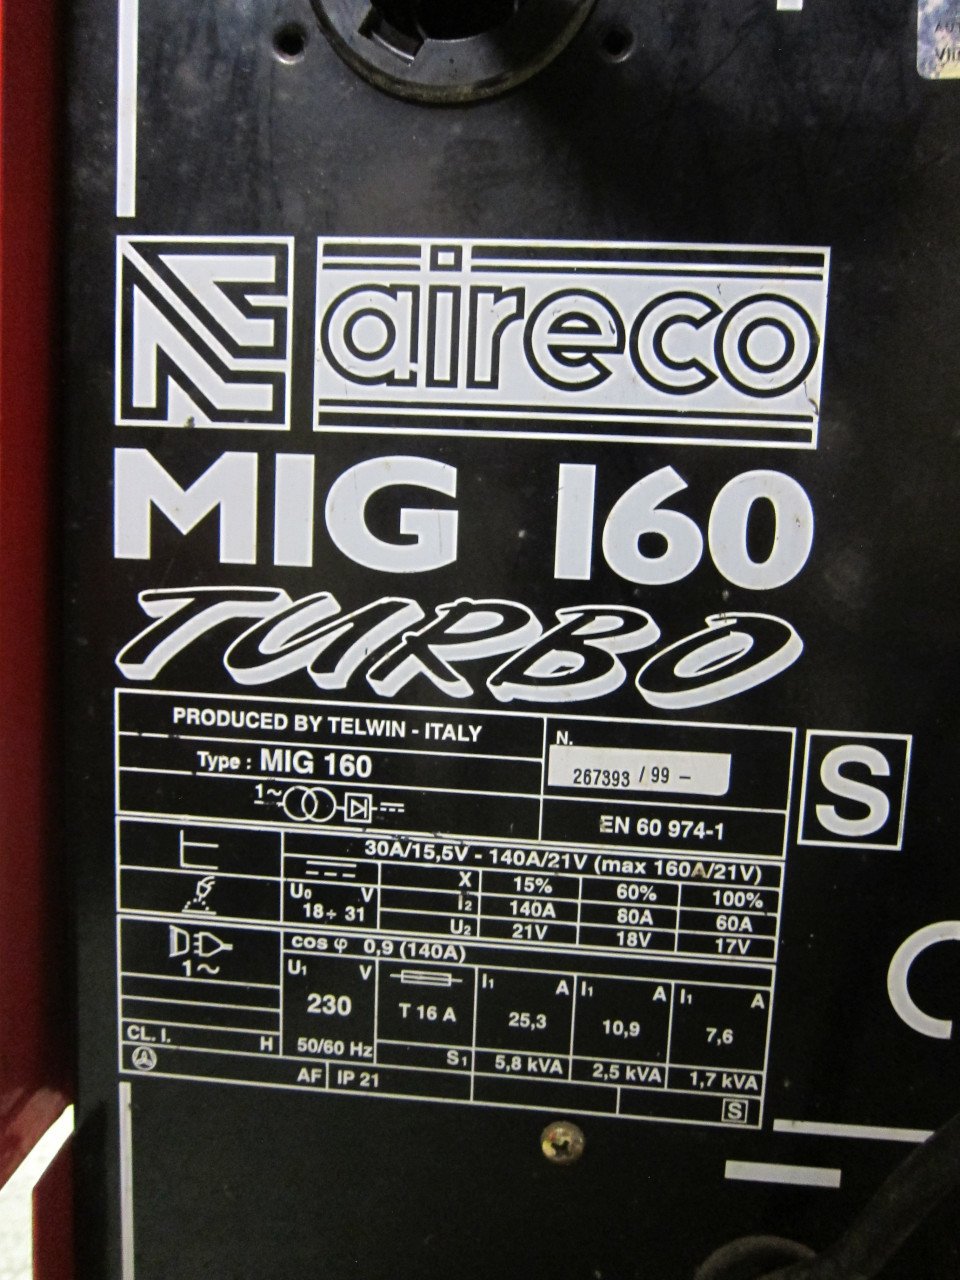 aireco
MIG 160
TURBO
PRODUCED BY TELWIN - ITALY
N.
267393 / 99 -
Type : MIG 160
1~
EN 60 974-1
S
30A/15,5V - 140A/21V (max 160A/21V)
X 15% 60% 100%
U₀ V
18÷ 31
I₂ 140A 80A 60A
U₂ 21V 18V 17V
1~
cos φ 0,9 (140A)
U₁ V
230
50/60 Hz
T 16 A
I₁ A I₁ A I₁ A
25,3 10,9 7,6
S₁ 5,8 kVA 2,5 kVA 1,7 kVA
CL. I. H
AF IP 21
S